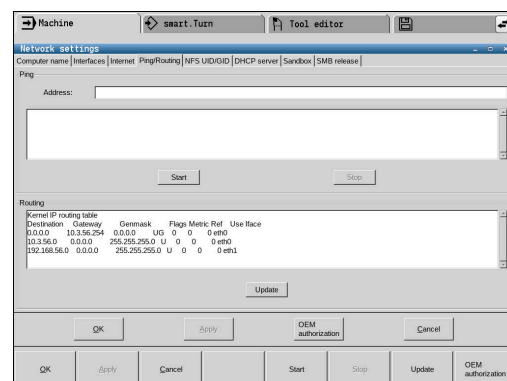 Machine smart.Turn Tool editor
Network settings
Computer name Interfaces Internet Ping/Routing NFS UID/GID DHCP server Sandbox SMB release
Ping
Address:
Start Stop
Routing
Kernel IP routing table
Destination Gateway Genmask Flags Metric Ref Use Iface
0.0.0.0 10.3.56.254 0.0.0.0 UG 0 0 0 eth0
10.3.56.0 0.0.0.0 255.255.255.0 U 0 0 0 eth0
192.168.56.0 0.0.0.0 255.255.255.0 U 0 0 0 eth1
Update
OK Apply OEM authorization Cancel
OK Apply Cancel Start Stop Update OEM authorization